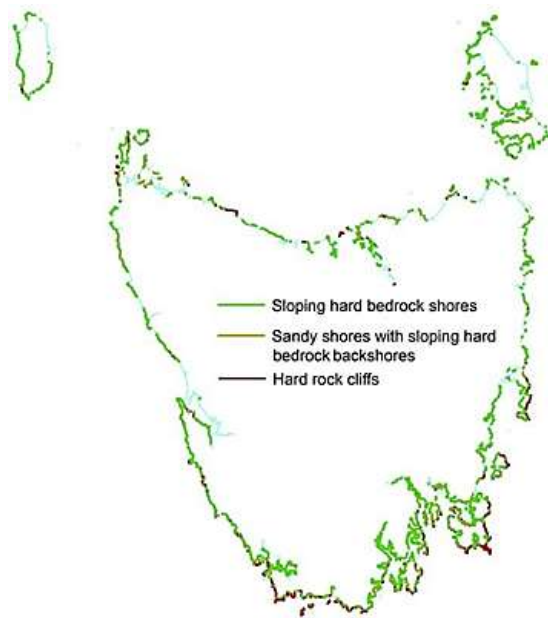 Sloping hard bedrock shores
Sandy shores with sloping hard
bedrock backshores
Hard rock cliffs